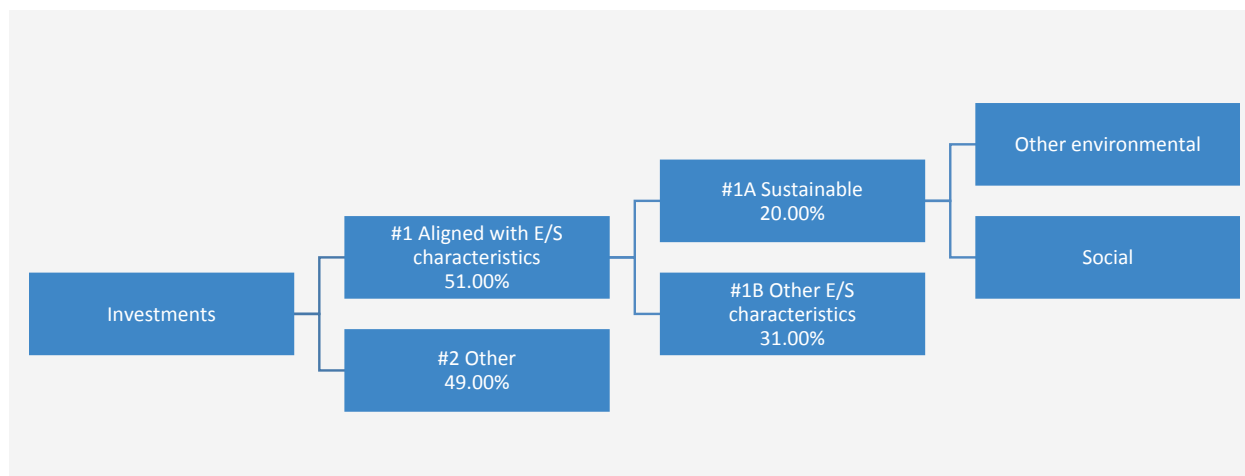 Investments
#1 Aligned with E/S
characteristics
51.00%
#2 Other
49.00%
#1A Sustainable
20.00%
#1B Other E/S
characteristics
31.00%
Other environmental
Social